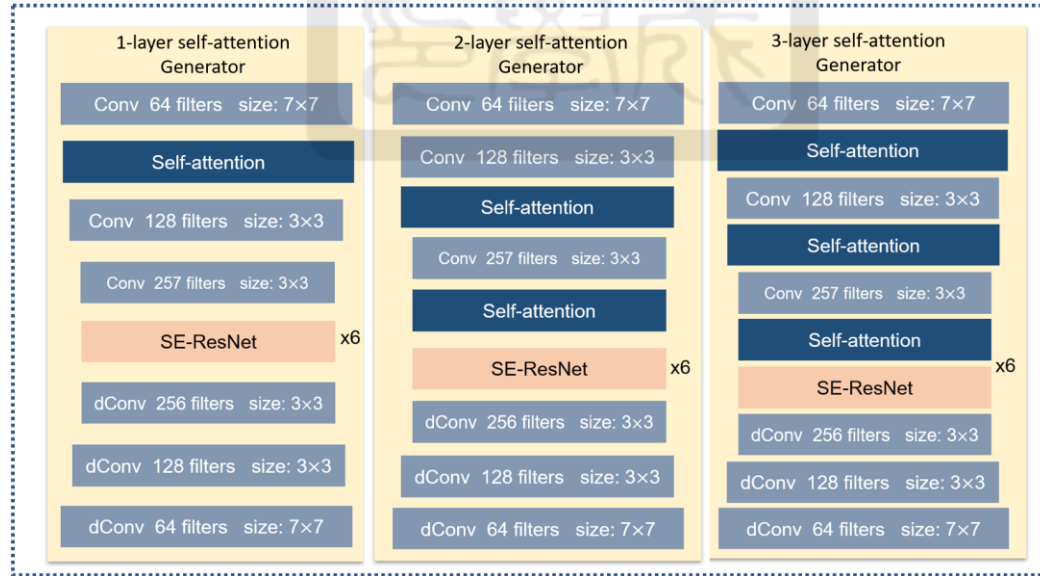 1-layer self-attention
Generator
Conv 64 filters size: 7×7
Self-attention
Conv 128 filters size: 3×3
Conv 257 filters size: 3×3
SE-ResNet
x6
dConv 256 filters size: 3×3
dConv 128 filters size: 3×3
dConv 64 filters size: 7×7
2-layer self-attention
Generator
Conv 64 filters size: 7×7
Conv 128 filters size: 3×3
Self-attention
Conv 257 filters size: 3×3
Self-attention
SE-ResNet
x6
dConv 256 filters size: 3×3
dConv 128 filters size: 3×3
dConv 64 filters size: 7×7
3-layer self-attention
Generator
Conv 64 filters size: 7×7
Self-attention
Conv 128 filters size: 3×3
Self-attention
Conv 257 filters size: 3×3
Self-attention
x6
SE-ResNet
dConv 256 filters size: 3×3
dConv 128 filters size: 3×3
dConv 64 filters size: 7×7